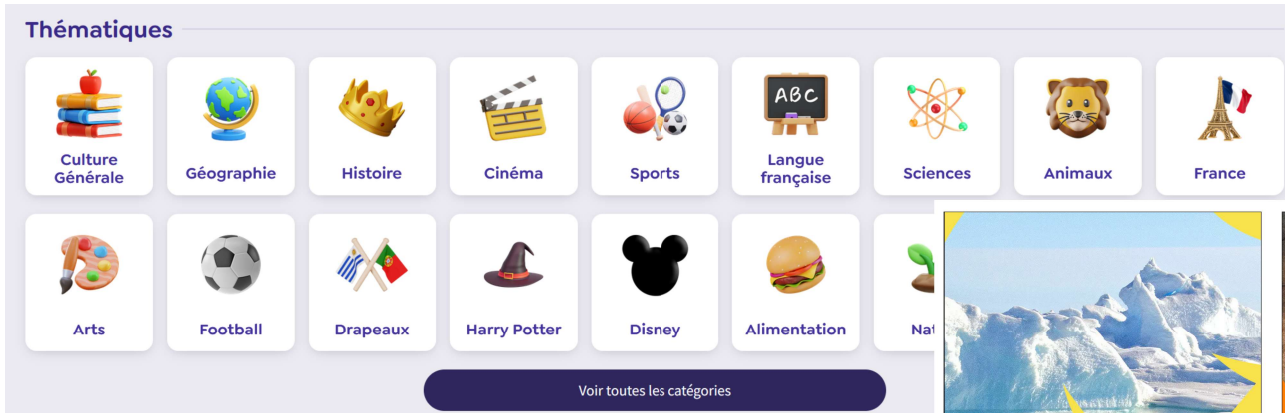 Thématiques
ABC
Culture
Générale
Géographie
Histoire
Cinéma
Sports
Langue
française
Sciences
Animaux
France
Arts
Football
Drapeaux
Harry Potter
Disney
Alimentation
Voir toutes les catégories